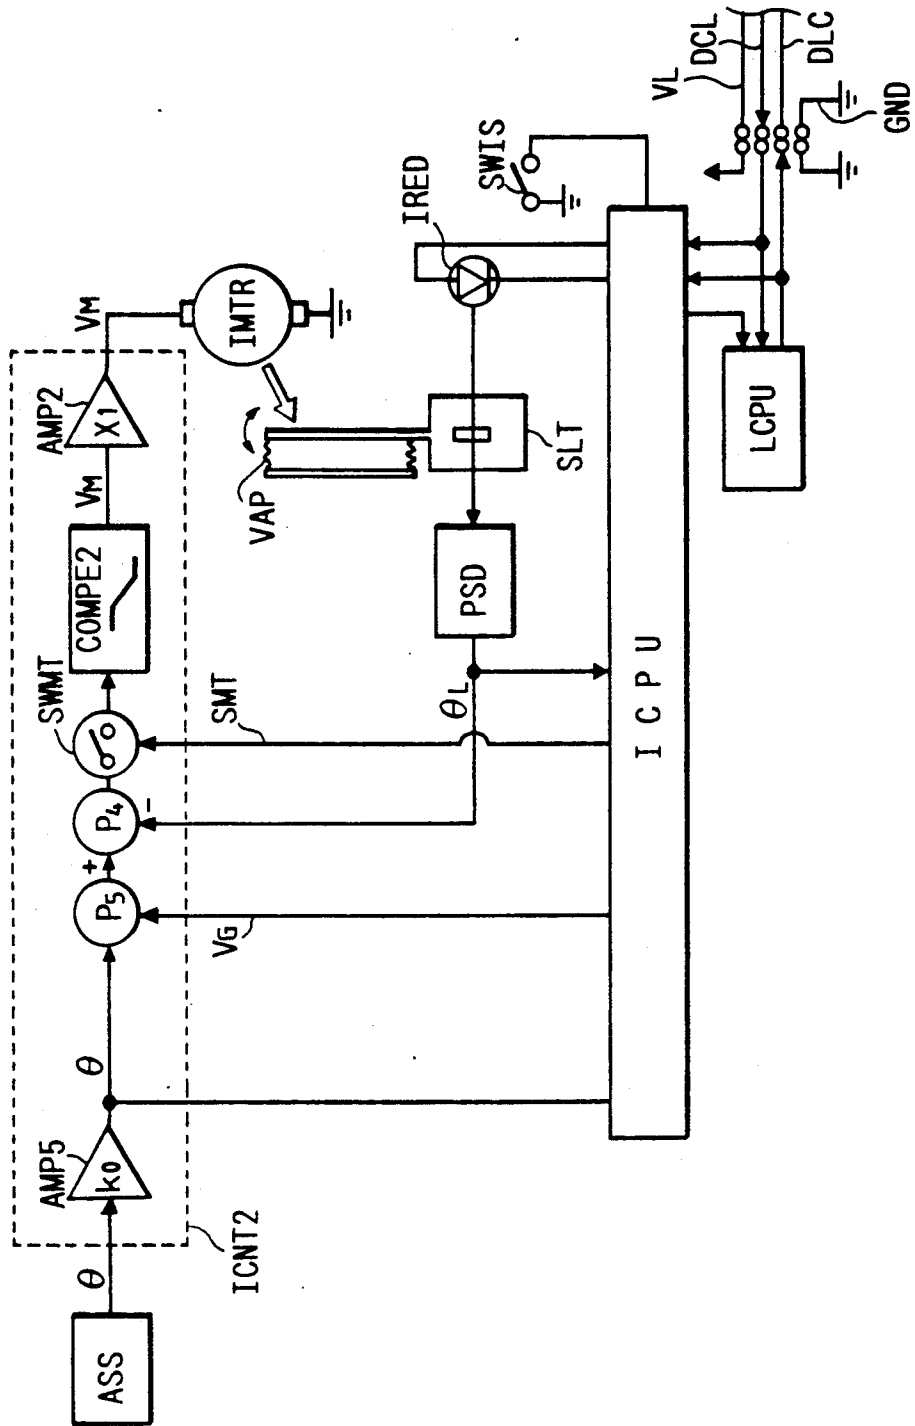 ASS
θ
ICNT2
AMP5
k0
θ
P5
+
P4
-
SWMT
COMPE2
VM
AMP2
X1
VM
IMTR
VG
SMT
θL
PSD
VAP
SLT
IRED
SWIS
ICPU
LCPU
VL
DCL
DLC
GND